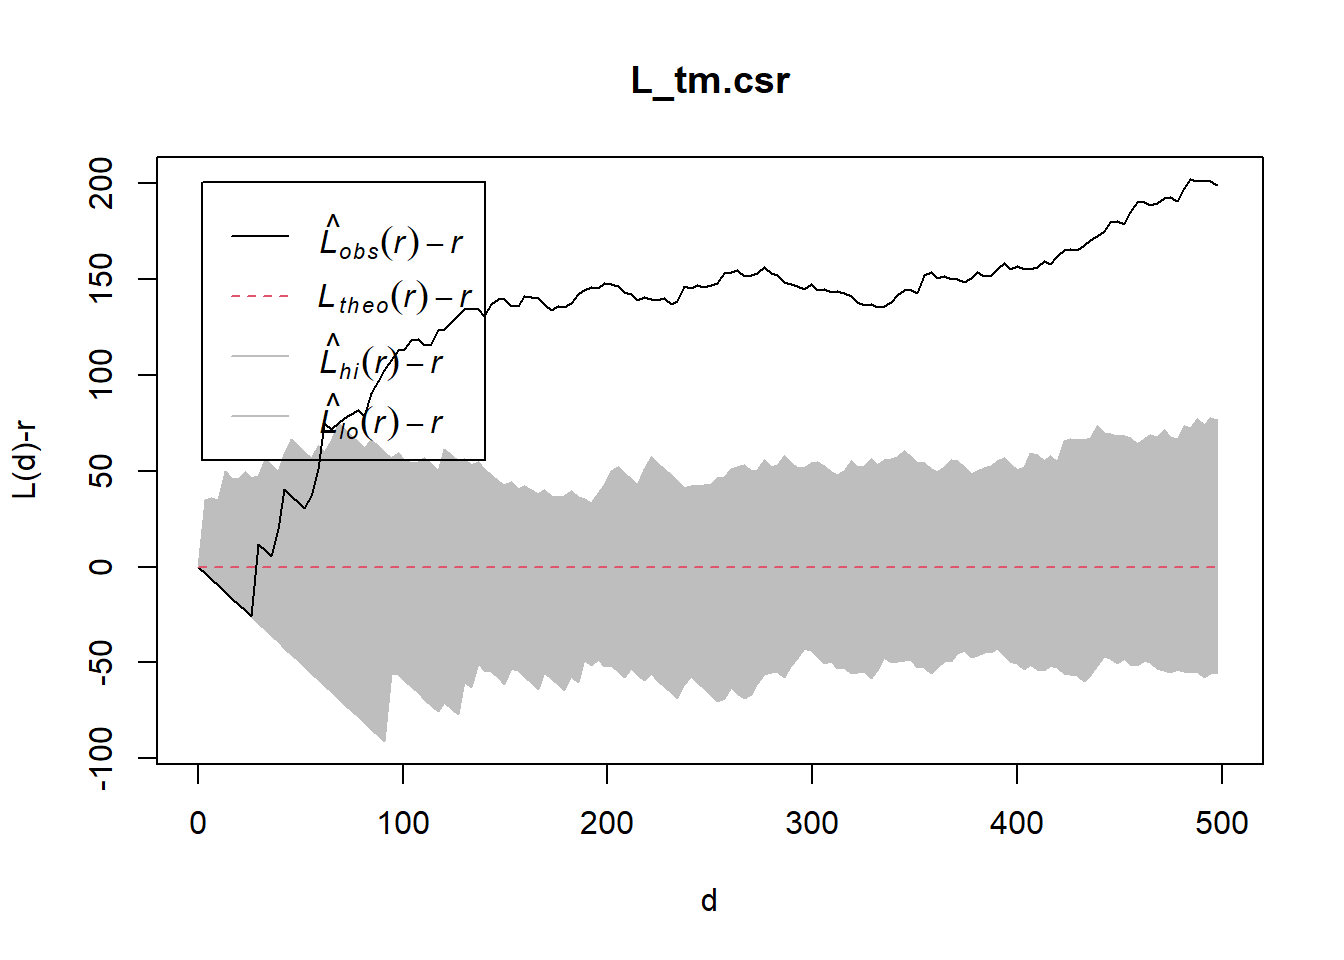 L_tm.csr
L(d)-r
200
150
100
50
0
-50
-100
L̂obs(r) − r
Ltheo(r) − r
L̂hi(r) − r
L̂lo(r) − r
0 100 200 300 400 500
d